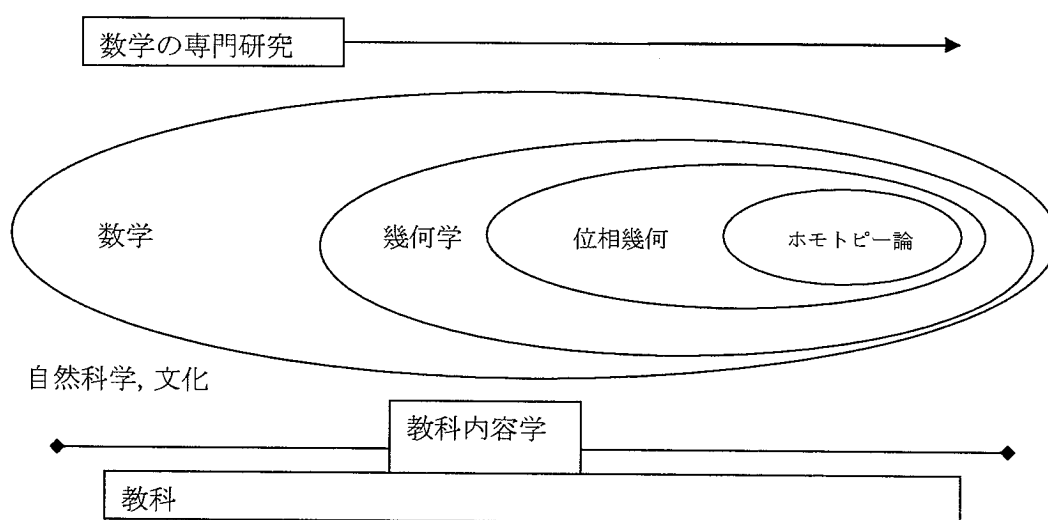 数学の専門研究
数学
幾何学
位相幾何
ホモトピー論
自然科学, 文化
教科内容学
教科